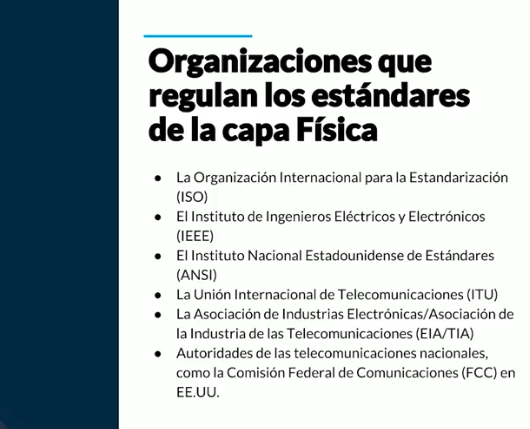 Organizaciones que
regulan los estándares
de la capa Física
● La Organización Internacional para la Estandarización
(ISO)
● El Instituto de Ingenieros Eléctricos y Electrónicos
(IEEE)
● El Instituto Nacional Estadounidense de Estándares
(ANSI)
● La Unión Internacional de Telecomunicaciones (ITU)
● La Asociación de Industrias Electrónicas/Asociación de
la Industria de las Telecomunicaciones (EIA/TIA)
● Autoridades de las telecomunicaciones nacionales,
como la Comisión Federal de Comunicaciones (FCC) en
EE.UU.